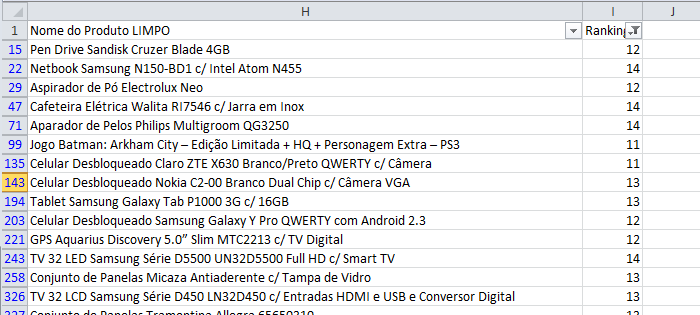 H I J
1 Nome do Produto LIMPO Ranking
15 Pen Drive Sandisk Cruzer Blade 4GB 12
22 Netbook Samsung N150-BD1 c/ Intel Atom N455 14
29 Aspirador de Pó Electrolux Neo 12
47 Cafeteira Elétrica Walita RI7546 c/ Jarra em Inox 14
71 Aparador de Pelos Philips Multigroom QG3250 14
99 Jogo Batman: Arkham City – Edição Limitada + HQ + Personagem Extra – PS3 11
135 Celular Desbloqueado Claro ZTE X630 Branco/Preto QWERTY c/ Câmera 11
143 Celular Desbloqueado Nokia C2-00 Branco Dual Chip c/ Câmera VGA 13
194 Tablet Samsung Galaxy Tab P1000 3G c/ 16GB 13
203 Celular Desbloqueado Samsung Galaxy Y Pro QWERTY com Android 2.3 12
221 GPS Aquarius Discovery 5.0” Slim MTC2213 c/ TV Digital 12
243 TV 32 LED Samsung Série D5500 UN32D5500 Full HD c/ Smart TV 14
258 Conjunto de Panelas Micaza Antiaderente c/ Tampa de Vidro 13
326 TV 32 LCD Samsung Série D450 LN32D450 c/ Entradas HDMI e USB e Conversor Digital 13
327 Conjunto de Panelas Tramontina Allegro 65650210